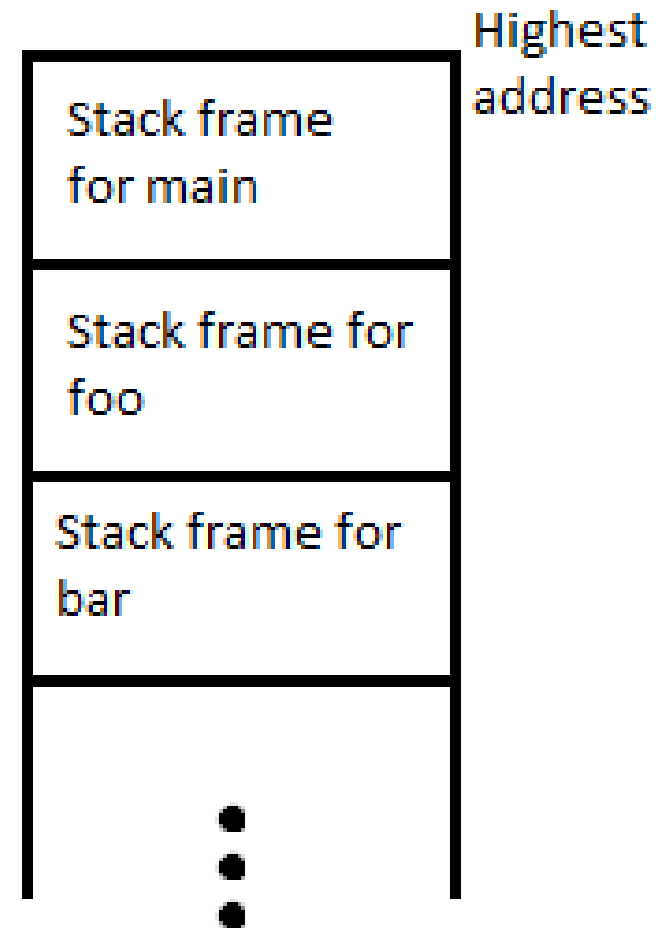 Highest
address
Stack frame
for main
Stack frame for
foo
Stack frame for
bar